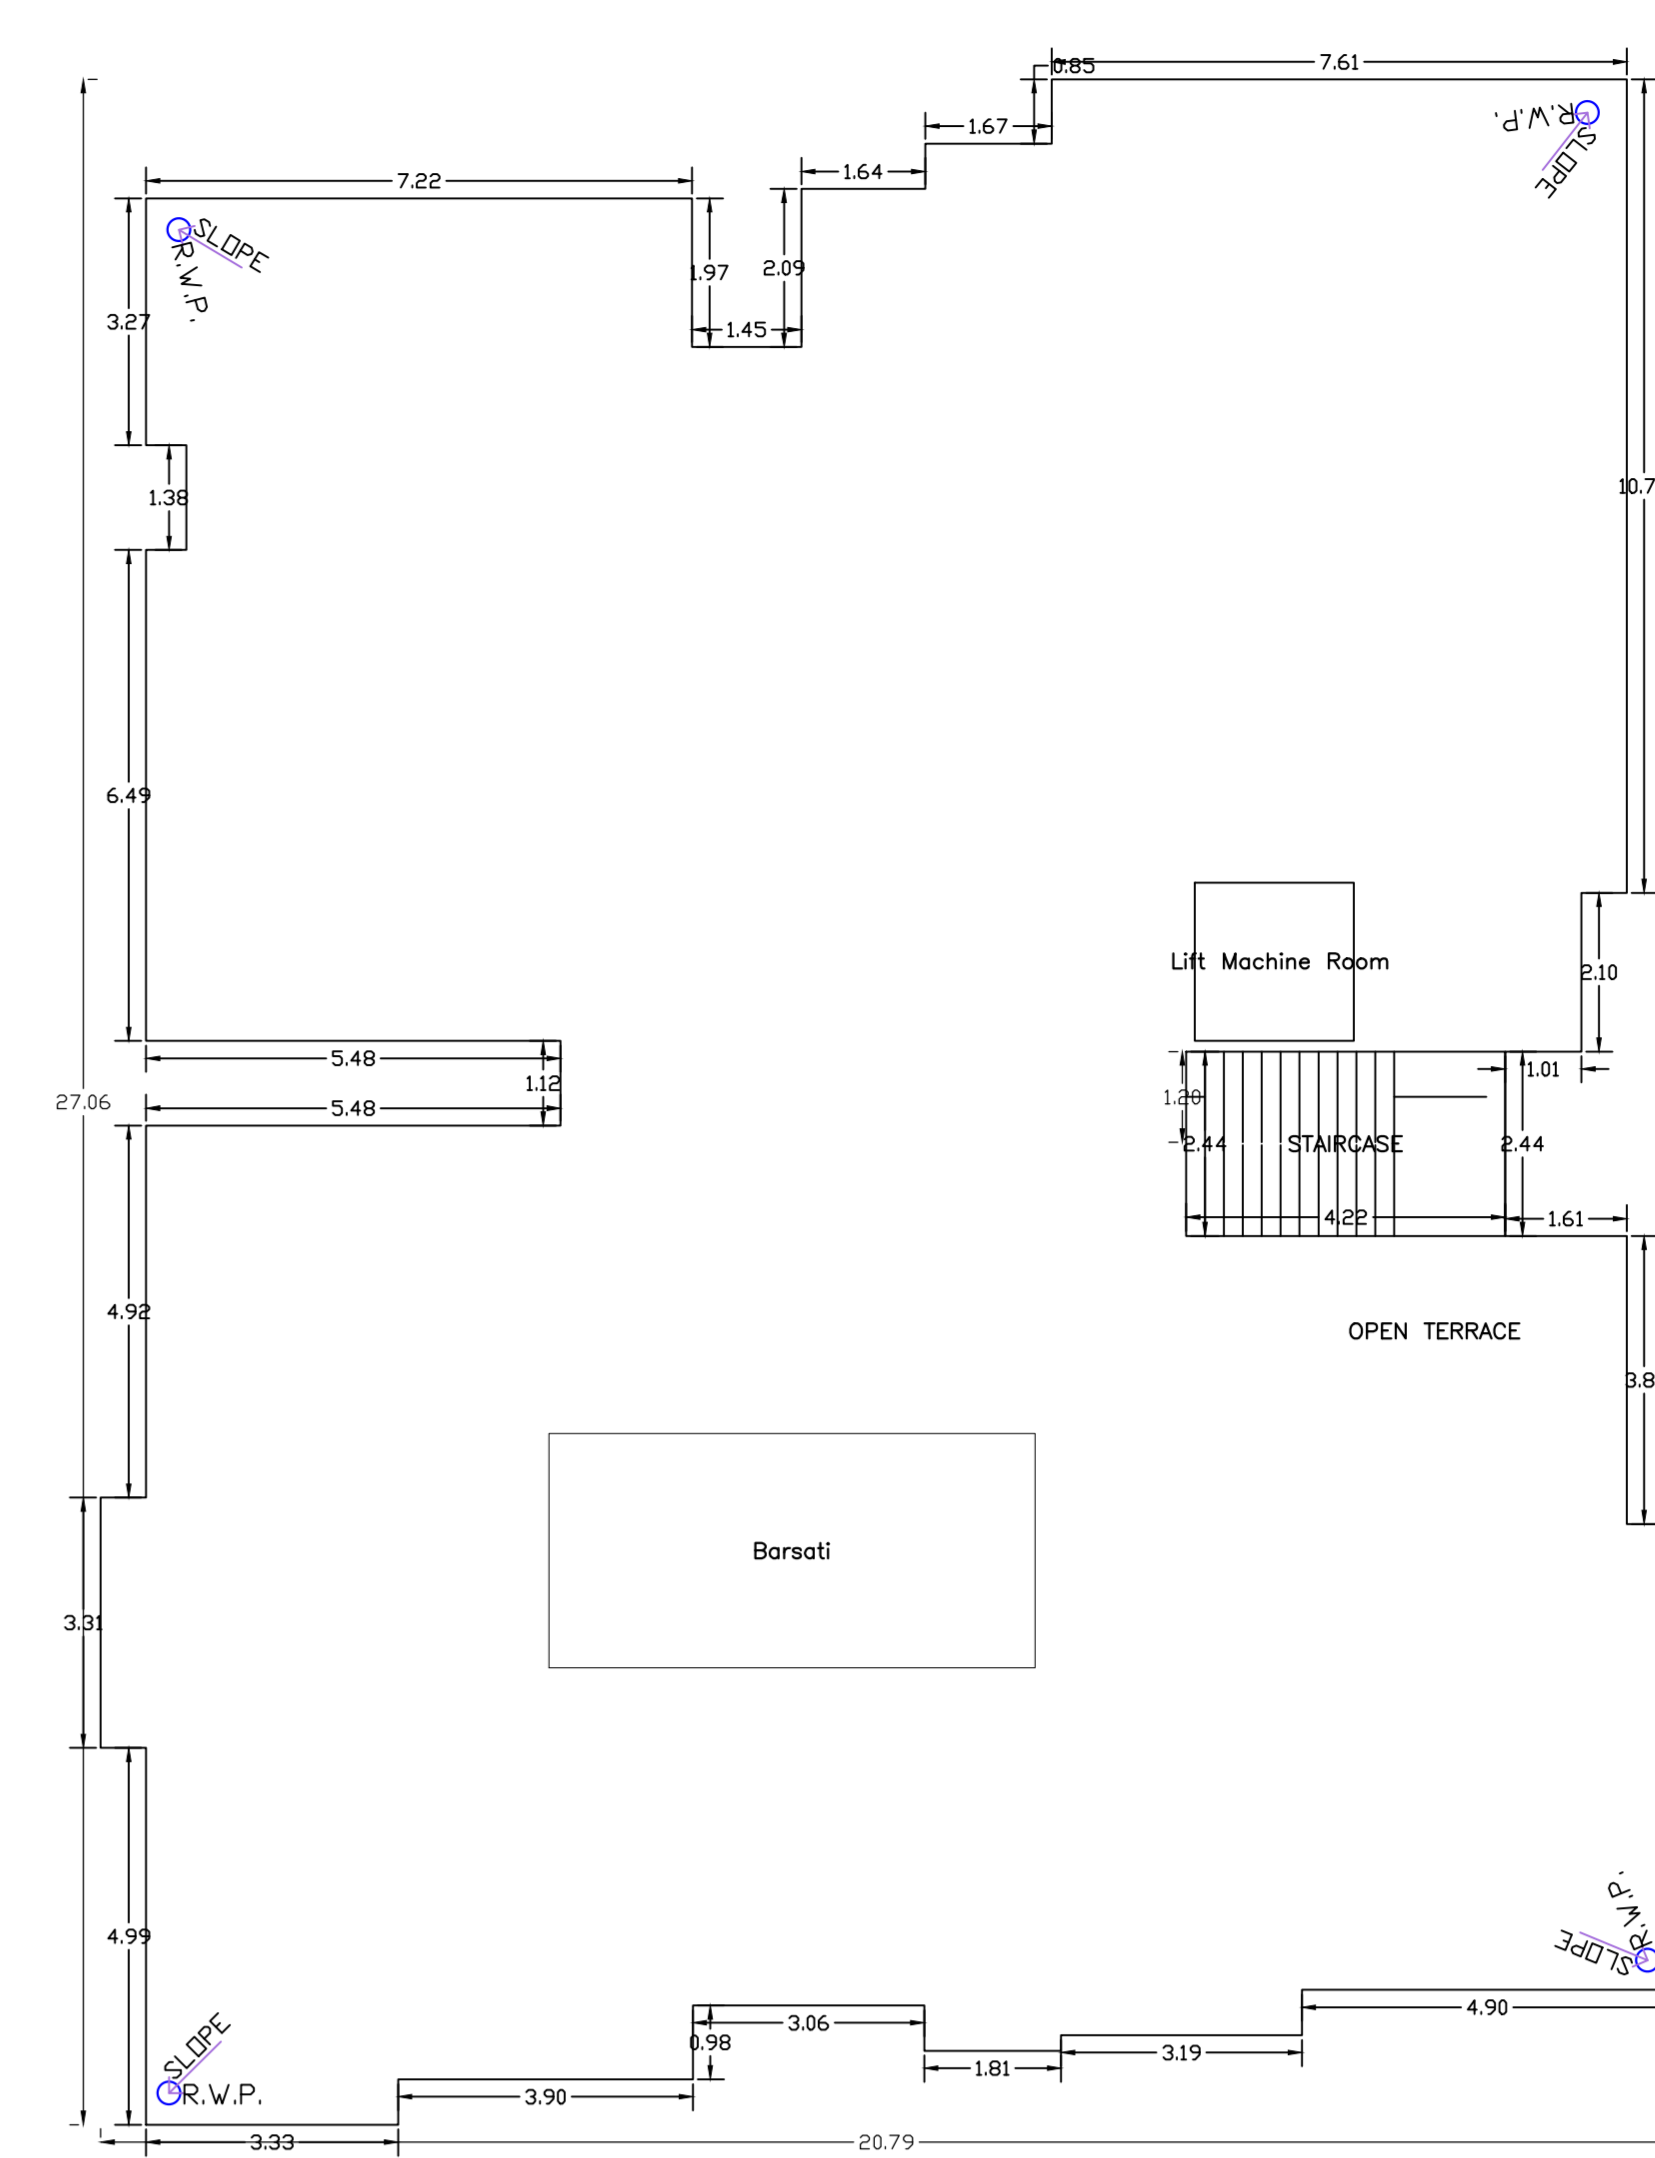 7.61
0.85
1.67
R.W.P.
SLOPE
1.64
7.22
SLOPE
R.W.P.
1.97
2.09
3.27
1.45
10.7
1.38
6.49
Lift Machine Room
2.10
5.48
1.01
1.12
1.20
27.06
5.48
2.44
STAIRCASE
2.44
4.22
1.61
4.92
OPEN TERRACE
3.8
Barsati
3.31
R.W.P.
4.99
SLOPE
4.90
SLOPE
3.06
0.98
3.19
1.81
R.W.P.
3.90
3.33
20.79